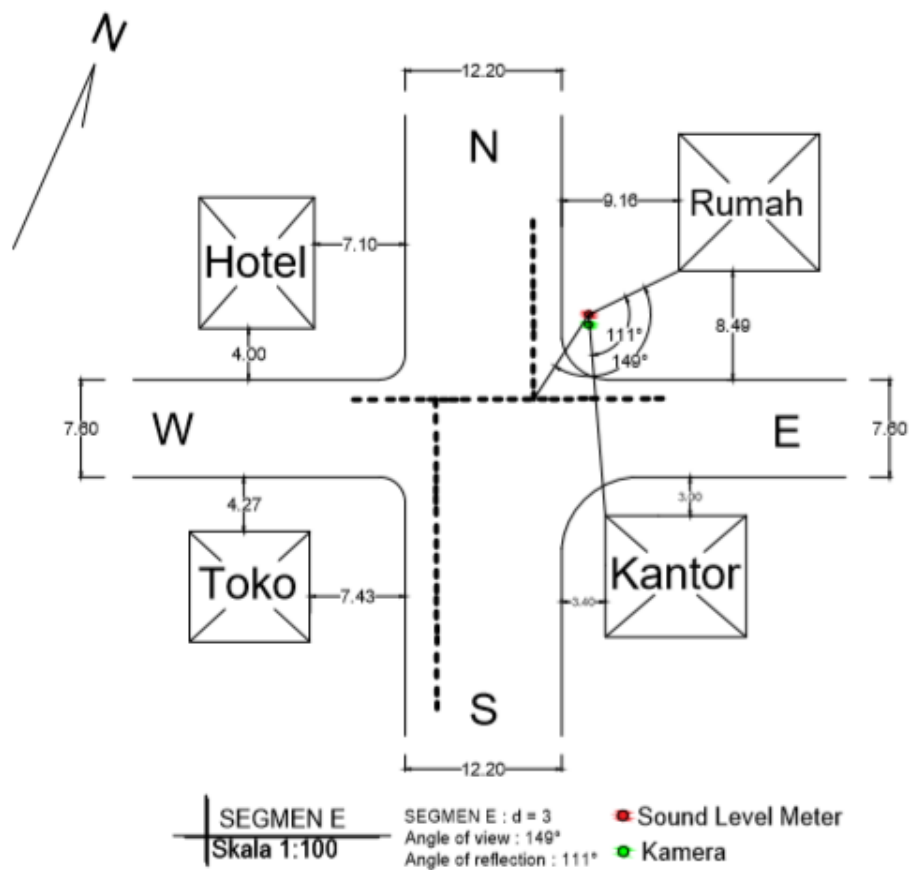 N
12.20
N
Rumah
9.16
Hotel
7.10
4.00
8.49
111°
149°
7.60
W
E
7.60
4.27
3.00
Toko
Kantor
7.43
3.40
S
12.20
SEGMEN E
Skala 1:100
SEGMEN E : d = 3
Angle of view : 149°
Angle of reflection : 111°
Sound Level Meter
Kamera